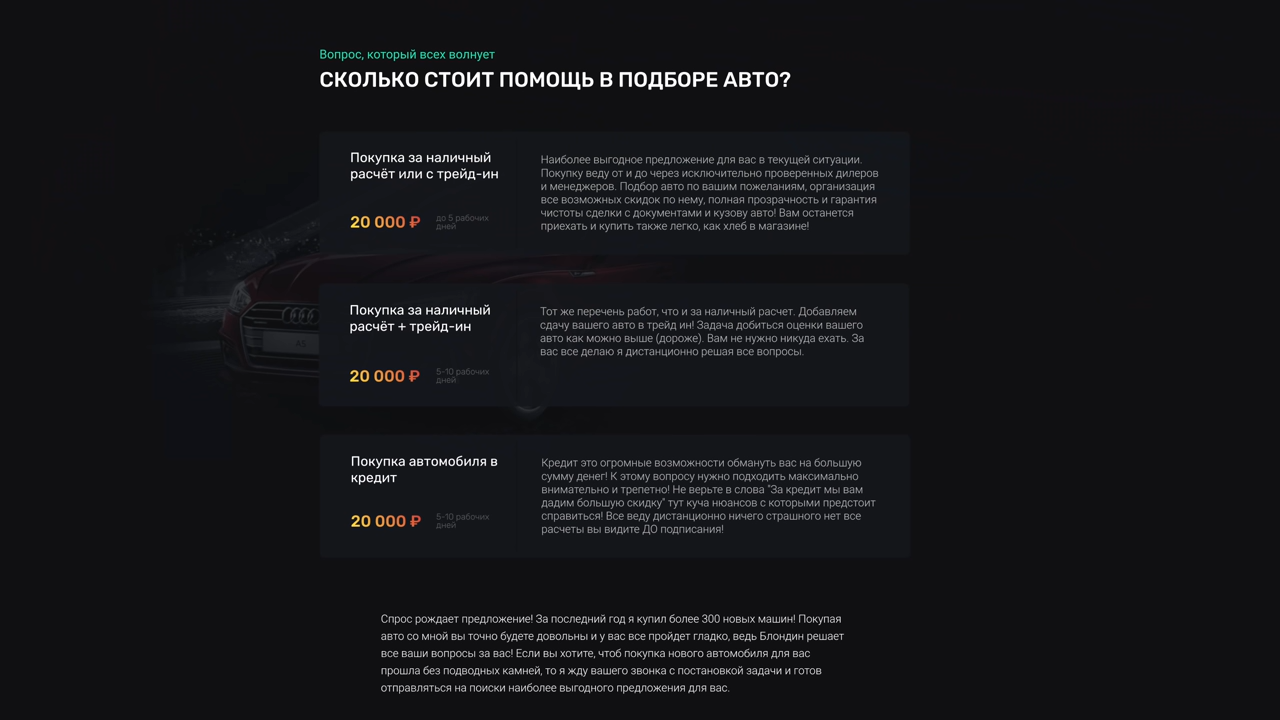 Вопрос, который всех волнует
СКОЛЬКО СТОИТ ПОМОЩЬ В ПОДБОРЕ АВТО?
Покупка за наличный
расчёт или с трейд-ин
20 000 ₽
до 5 рабочих
дней
Наиболее выгодное предложение для вас в текущей ситуации.
Покупку веду от и до через исключительно проверенных дилеров
и менеджеров. Подбор авто по вашим пожеланиям, организация
все возможных скидок по нему, полная прозрачность и гарантия
чистоты сделки с документами и кузову авто! Вам останется
приехать и купить также легко, как хлеб в магазине!
Покупка за наличный
расчёт + трейд-ин
20 000 ₽
5-10 рабочих
дней
Тот же перечень работ, что и за наличный расчет. Добавляем
сдачу вашего авто в трейд ин! Задача добиться оценки вашего
авто как можно выше (дороже). Вам не нужно никуда ехать. За
вас все делаю я дистанционно решая все вопросы.
Покупка автомобиля в
кредит
20 000 ₽
5-10 рабочих
дней
Кредит это огромные возможности обмануть вас на большую
сумму денег! К этому вопросу нужно подходить максимально
внимательно и трепетно! Не верьте в слова "За кредит мы вам
дадим большую скидку" тут куча нюансов с которыми предстоит
справиться! Все веду дистанционно ничего страшного нет все
расчеты вы видите ДО подписания!
Спрос рождает предложение! За последний год я купил более 300 новых машин! Покупая
авто со мной вы точно будете довольны и у вас все пройдет гладко, ведь Блондин решает
все ваши вопросы за вас! Если вы хотите, чтоб покупка нового автомобиля для вас
прошла без подводных камней, то я жду вашего звонка с постановкой задачи и готов
отправляться на поиски наиболее выгодного предложения для вас.